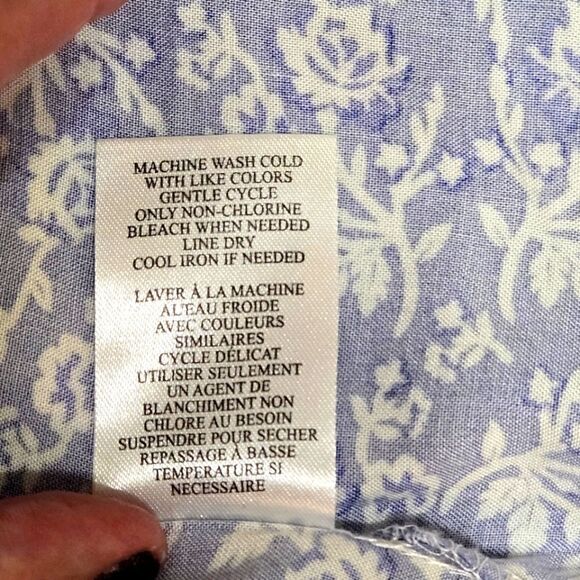 MACHINE WASH COLD
WITH LIKE COLORS
GENTLE CYCLE
ONLY NON-CHLORINE
BLEACH WHEN NEEDED
LINE DRY
COOL IRON IF NEEDED
LAVER À LA MACHINE
AL'EAU FROIDE
AVEC COULEURS
SIMILAIRES
CYCLE DÉLICAT
UTILISER SEULEMENT
UN AGENT DE
BLANCHIMENT NON
CHLORE AU BESOIN
SUSPENDRE POUR SECHER
REPASSAGE À BASSE
TEMPERATURE SI
NECESSAIRE